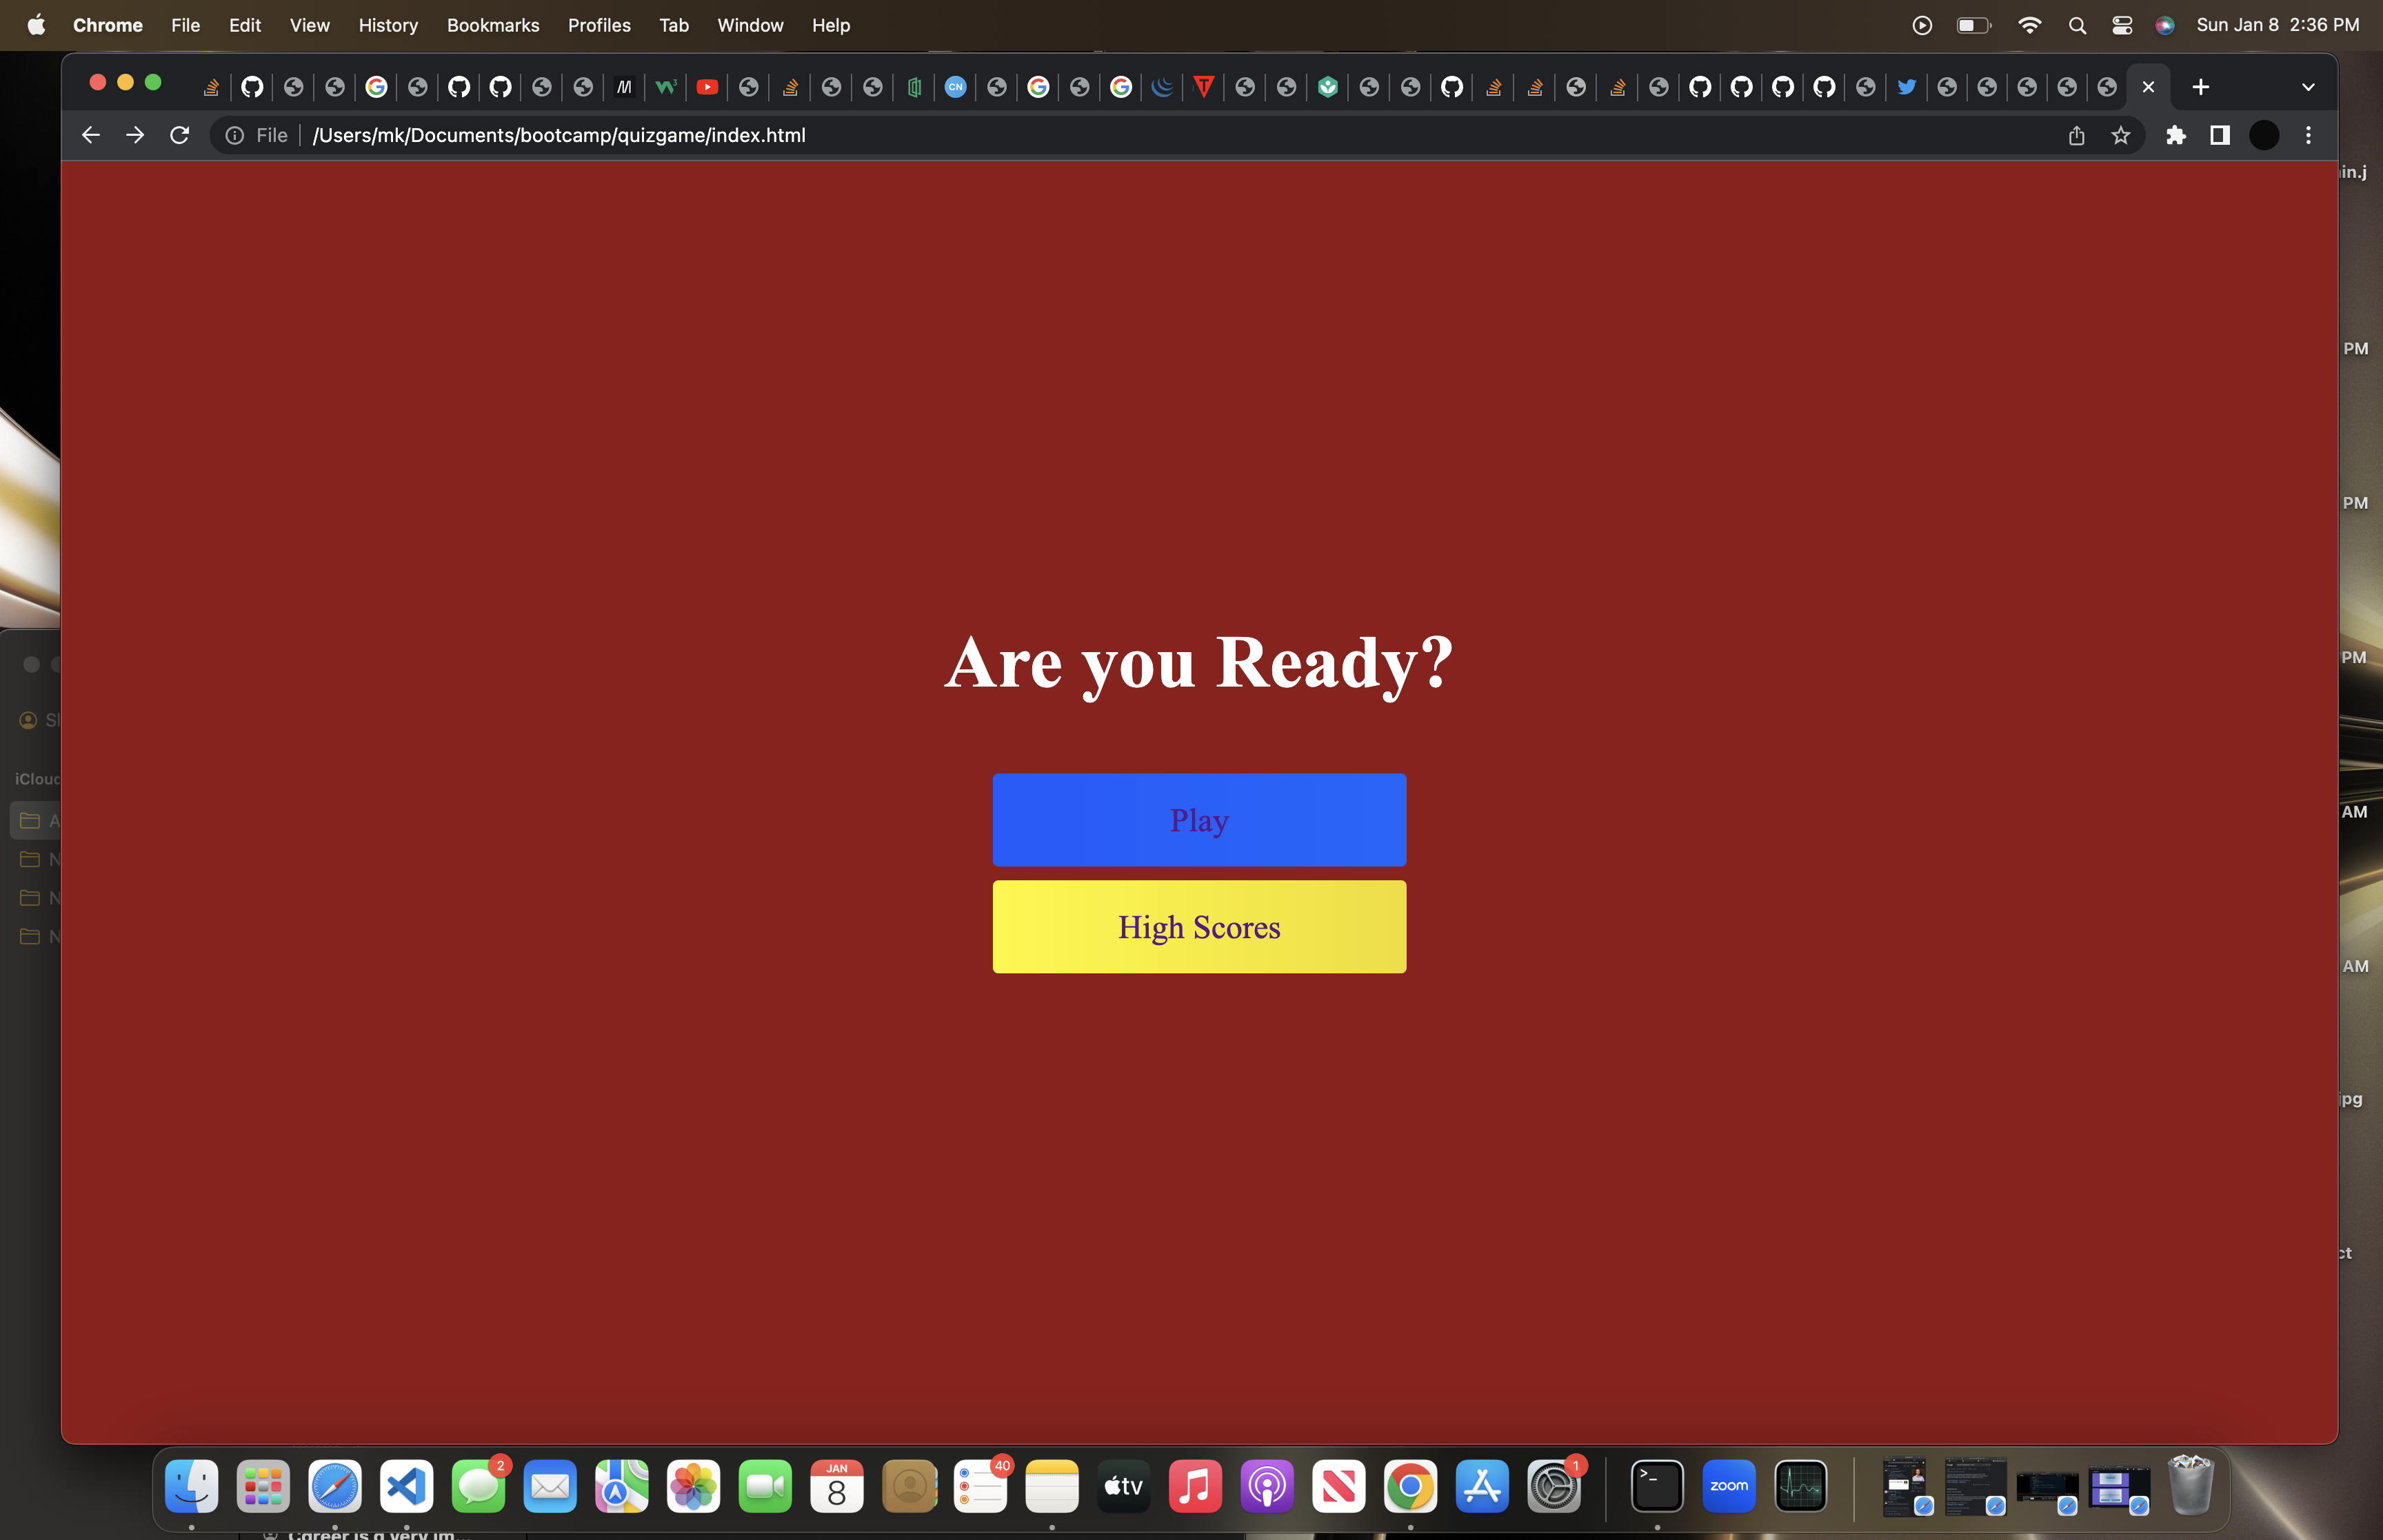 Chrome File Edit View History Bookmarks Profiles Tab Window Help Sun Jan 8 2:36 PM
File /Users/mk/Documents/bootcamp/quizgame/index.html
in.j
PM
PM
Are you Ready?
PM
iCloud
Play
AM
High Scores
AM
jpg
ct
2
JAN
8
40
tv
1
>_
zoom
Career is a very im...